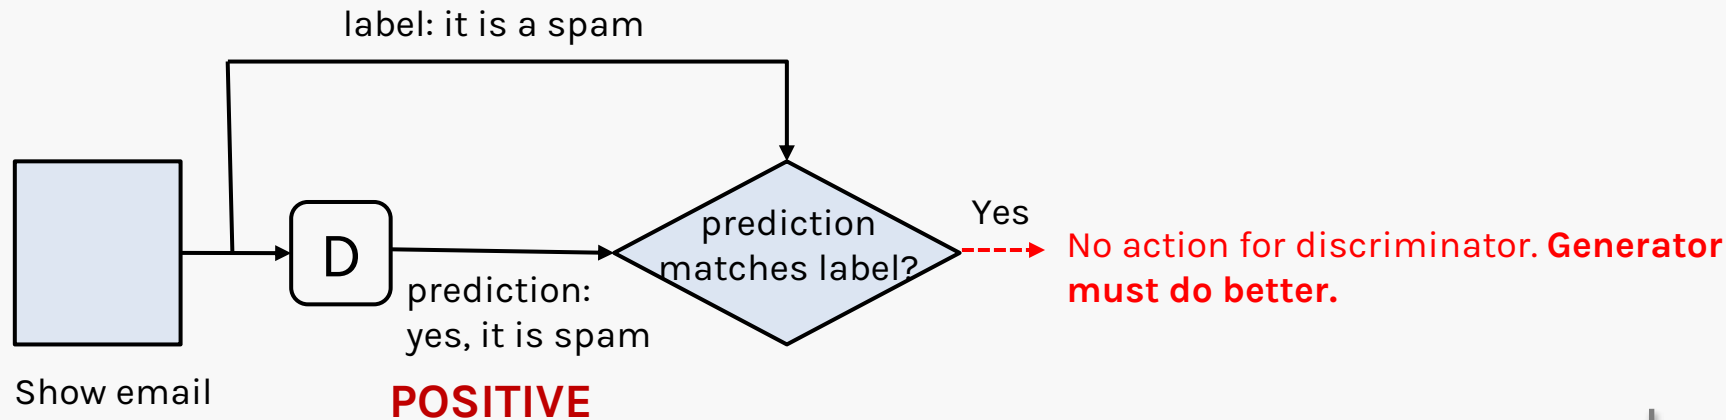 label: it is a spam
D
prediction
matches label?
Yes
No action for discriminator. Generator
must do better.
prediction:
yes, it is spam
Show email
POSITIVE